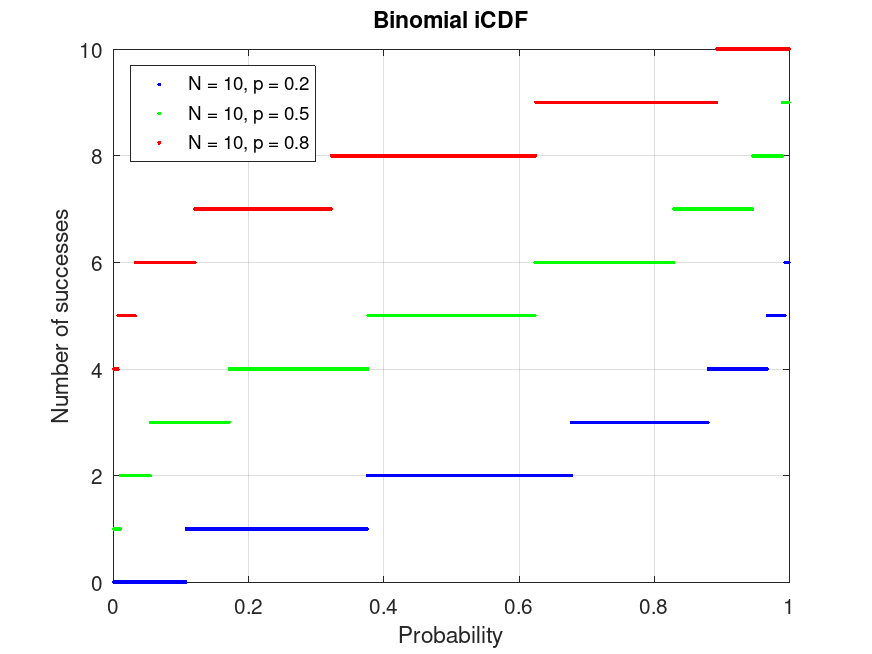 Binomial iCDF
10
N = 10, p = 0.2
N = 10, p = 0.5
N = 10, p = 0.8
8
6
4
2
0
Number of successes
0 0.2 0.4 0.6 0.8 1
Probability